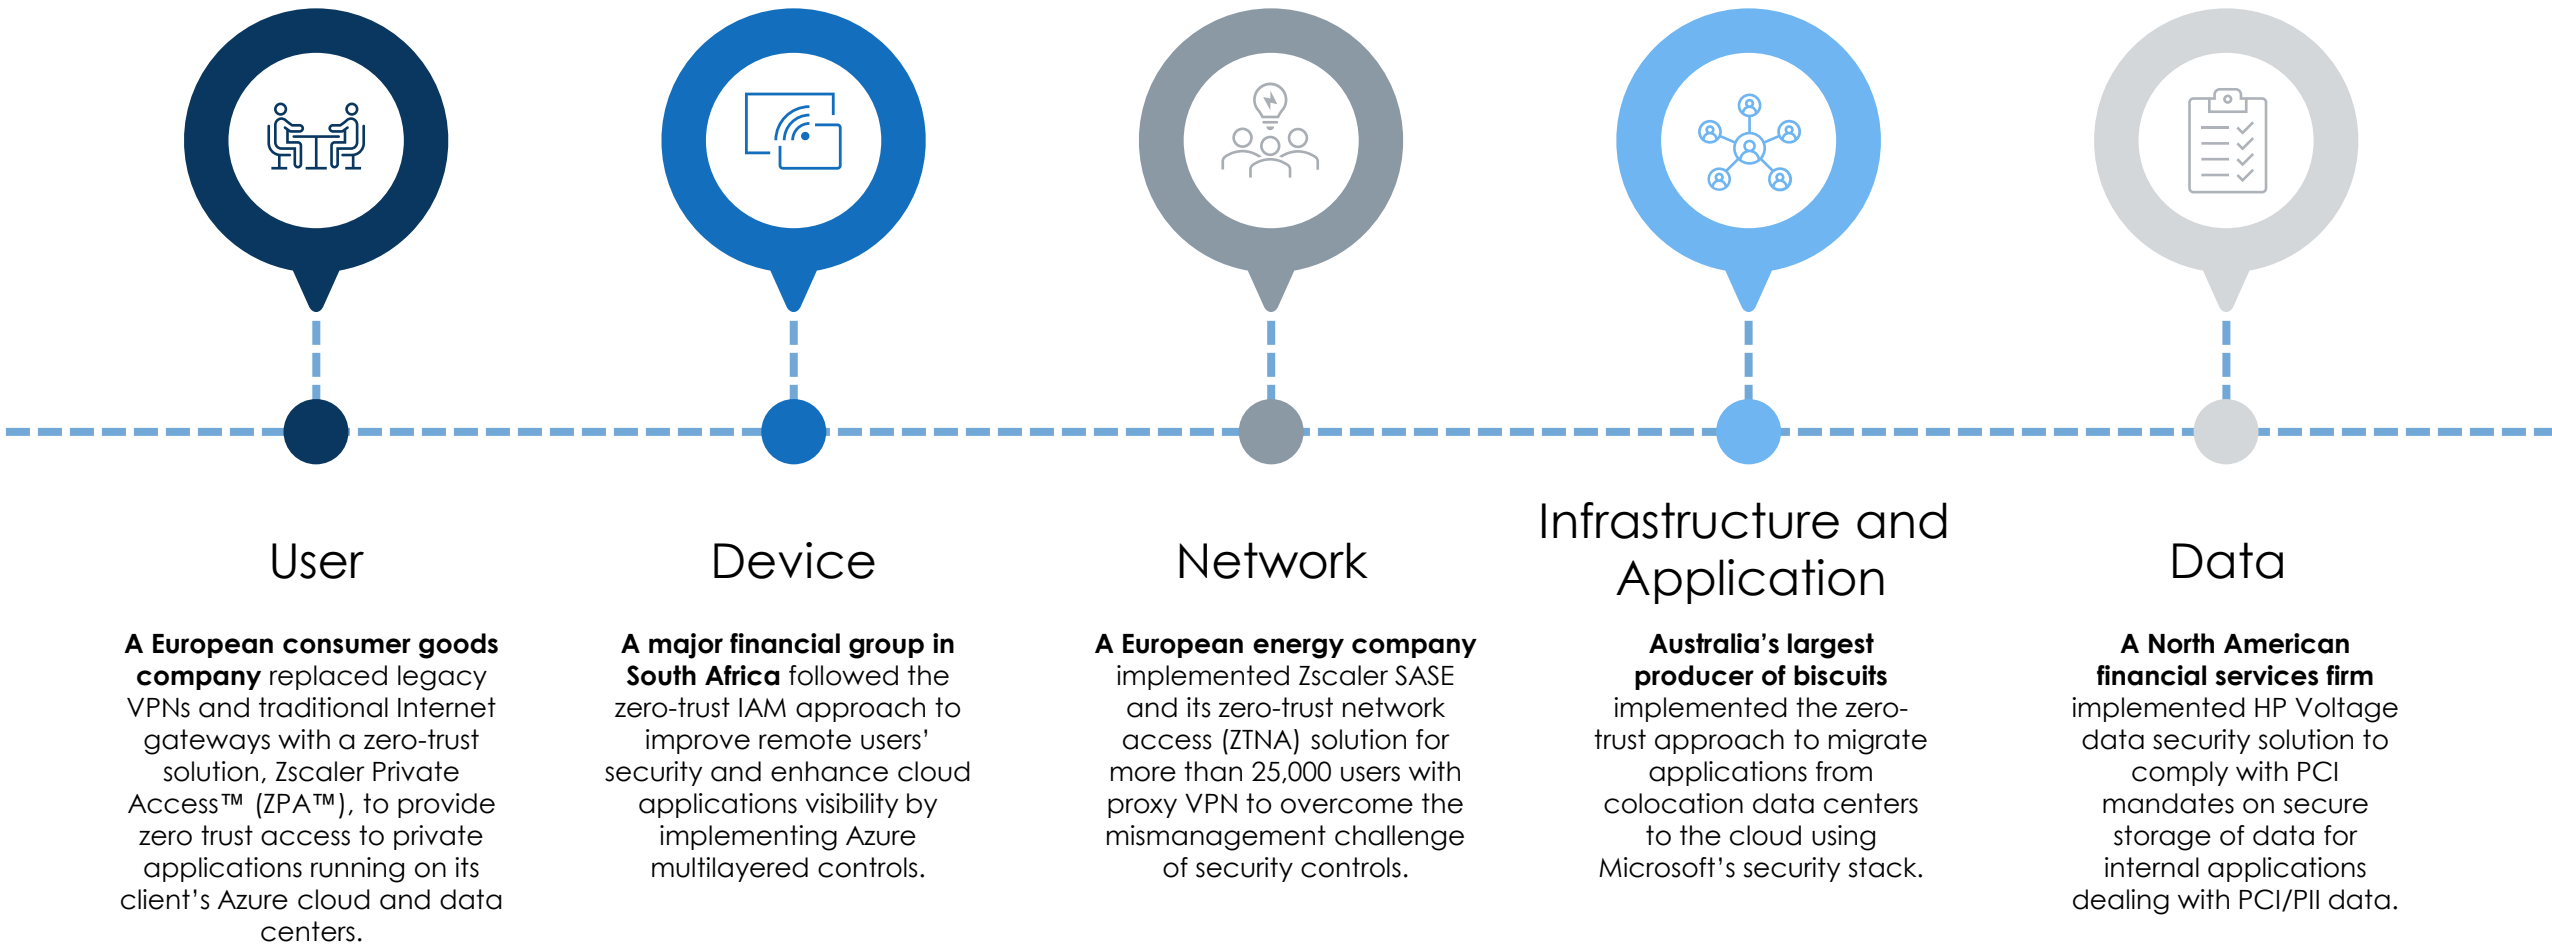 User
A European consumer goods
company replaced legacy
VPNs and traditional Internet
gateways with a zero-trust
solution, Zscaler Private
Access™ (ZPA™), to provide
zero trust access to private
applications running on its
client’s Azure cloud and data
centers.
Device
A major financial group in
South Africa followed the
zero-trust IAM approach to
improve remote users’
security and enhance cloud
applications visibility by
implementing Azure
multilayered controls.
Network
A European energy company
implemented Zscaler SASE
and its zero-trust network
access (ZTNA) solution for
more than 25,000 users with
proxy VPN to overcome the
mismanagement challenge
of security controls.
Infrastructure and
Application
Australia’s largest
producer of biscuits
implemented the zero-
trust approach to migrate
applications from
colocation data centers
to the cloud using
Microsoft’s security stack.
Data
A North American
financial services firm
implemented HP Voltage
data security solution to
comply with PCI
mandates on secure
storage of data for
internal applications
dealing with PCI/PII data.